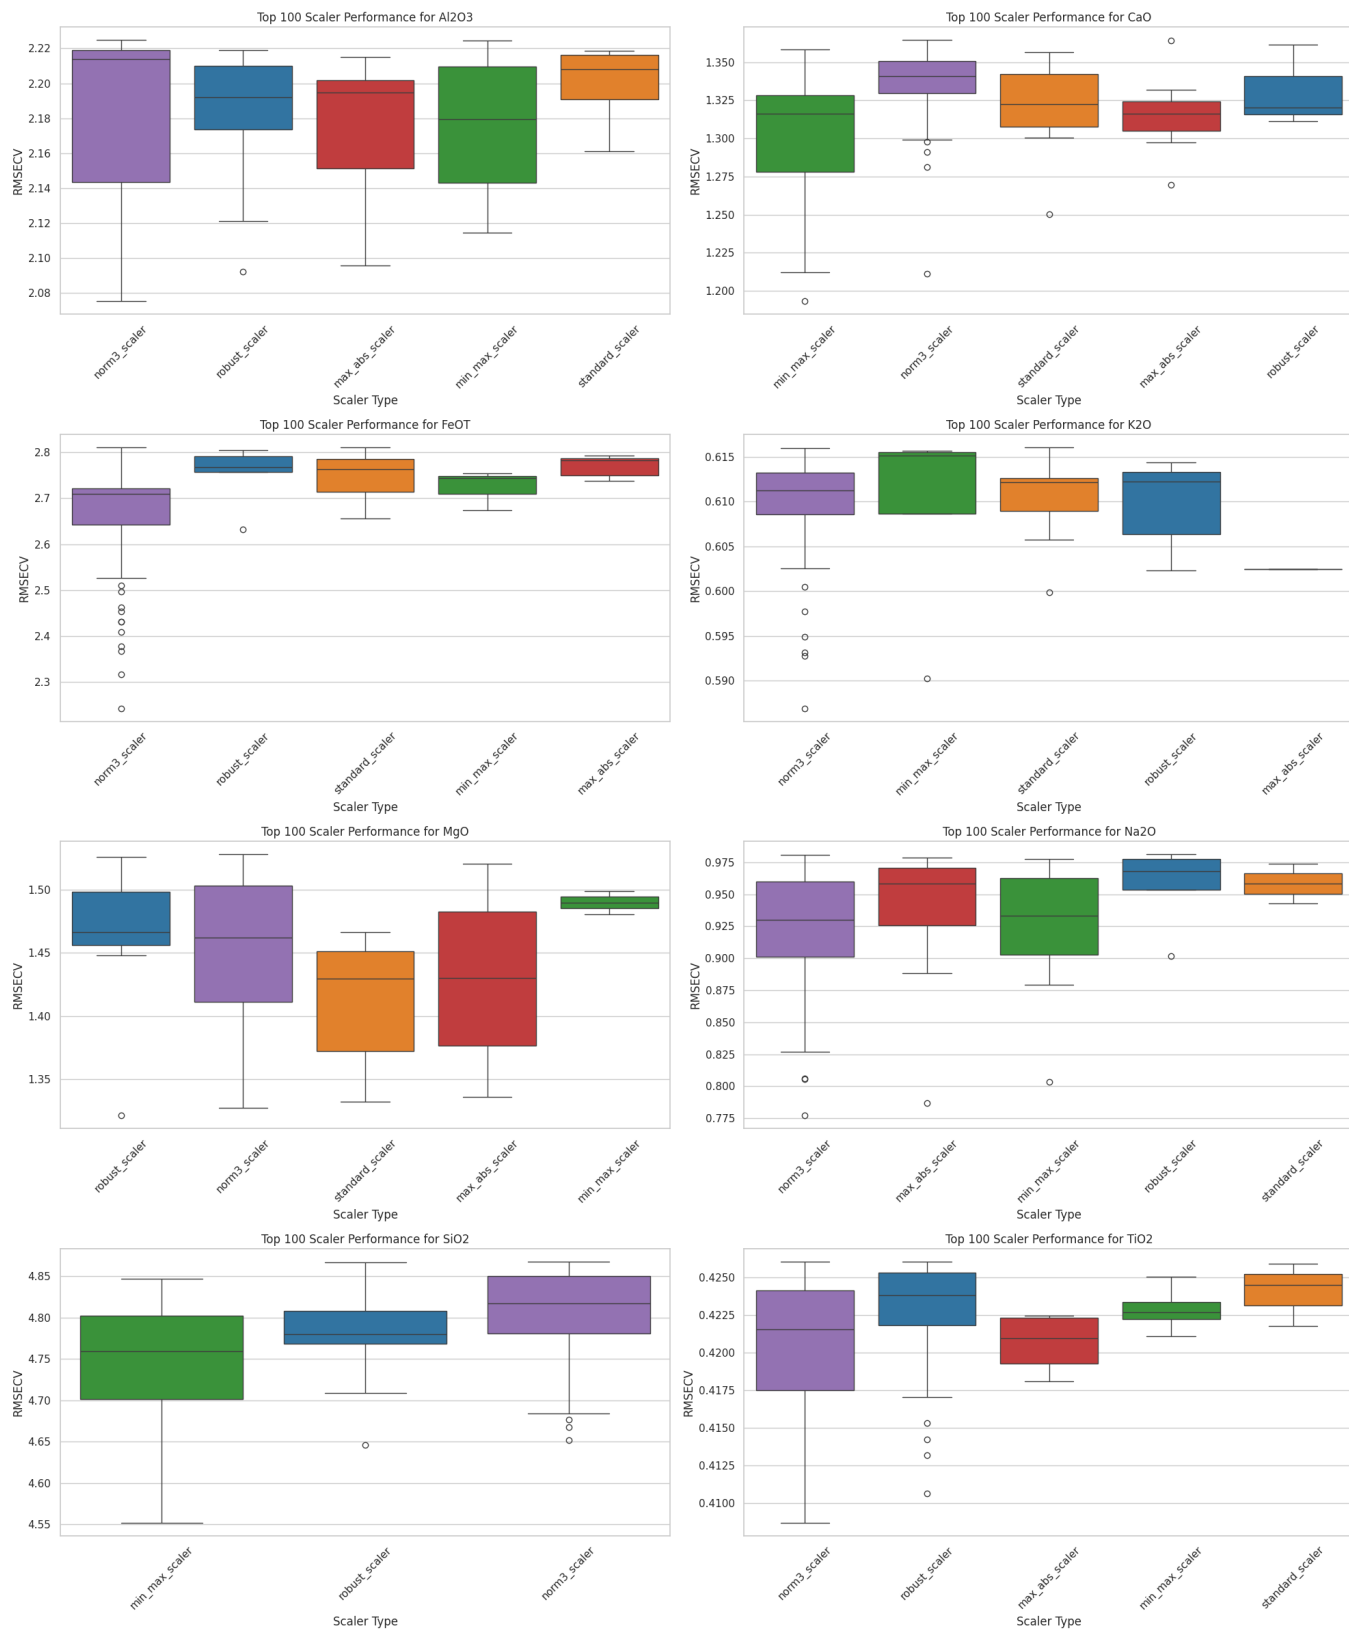 Top 100 Scaler Performance for Al2O3
RMSECV
2.22
2.20
2.18
2.16
2.14
2.12
2.10
2.08
norm3_scaler
robust_scaler
max_abs_scaler
min_max_scaler
standard_scaler
Scaler Type
Top 100 Scaler Performance for CaO
RMSECV
1.350
1.325
1.300
1.275
1.250
1.225
1.200
min_max_scaler
norm3_scaler
standard_scaler
max_abs_scaler
robust_scaler
Scaler Type
Top 100 Scaler Performance for FeOT
RMSECV
2.8
2.7
2.6
2.5
2.4
2.3
norm3_scaler
robust_scaler
standard_scaler
min_max_scaler
max_abs_scaler
Scaler Type
Top 100 Scaler Performance for K2O
RMSECV
0.615
0.610
0.605
0.600
0.595
0.590
norm3_scaler
min_max_scaler
standard_scaler
robust_scaler
max_abs_scaler
Scaler Type
Top 100 Scaler Performance for MgO
RMSECV
1.50
1.45
1.40
1.35
robust_scaler
norm3_scaler
standard_scaler
max_abs_scaler
min_max_scaler
Scaler Type
Top 100 Scaler Performance for Na2O
RMSECV
0.975
0.950
0.925
0.900
0.875
0.850
0.825
0.800
0.775
norm3_scaler
max_abs_scaler
min_max_scaler
robust_scaler
standard_scaler
Scaler Type
Top 100 Scaler Performance for SiO2
RMSECV
4.85
4.80
4.75
4.70
4.65
4.60
4.55
min_max_scaler
robust_scaler
norm3_scaler
Scaler Type
Top 100 Scaler Performance for TiO2
RMSECV
0.4250
0.4225
0.4200
0.4175
0.4150
0.4125
0.4100
norm3_scaler
robust_scaler
max_abs_scaler
min_max_scaler
standard_scaler
Scaler Type